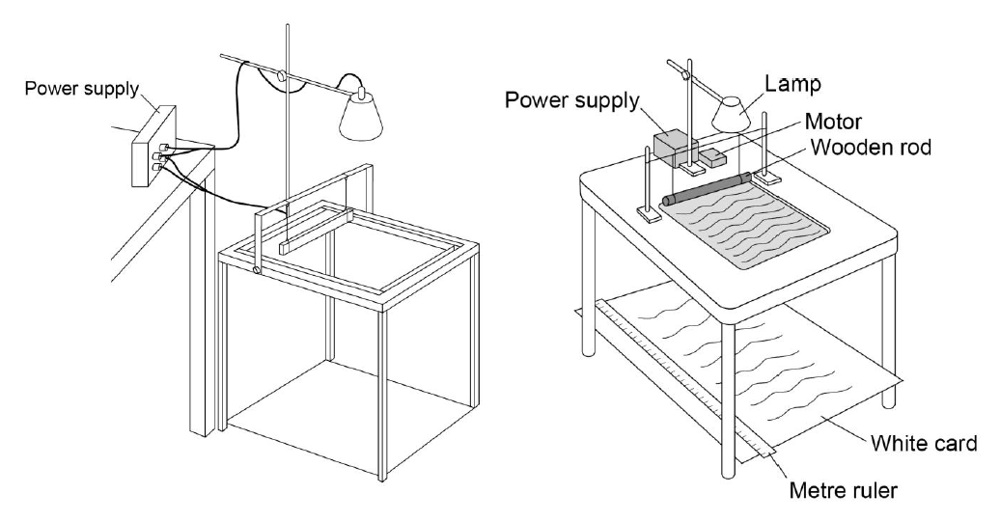 Power supply
Power supply
Lamp
Motor
Wooden rod
White card
Metre ruler